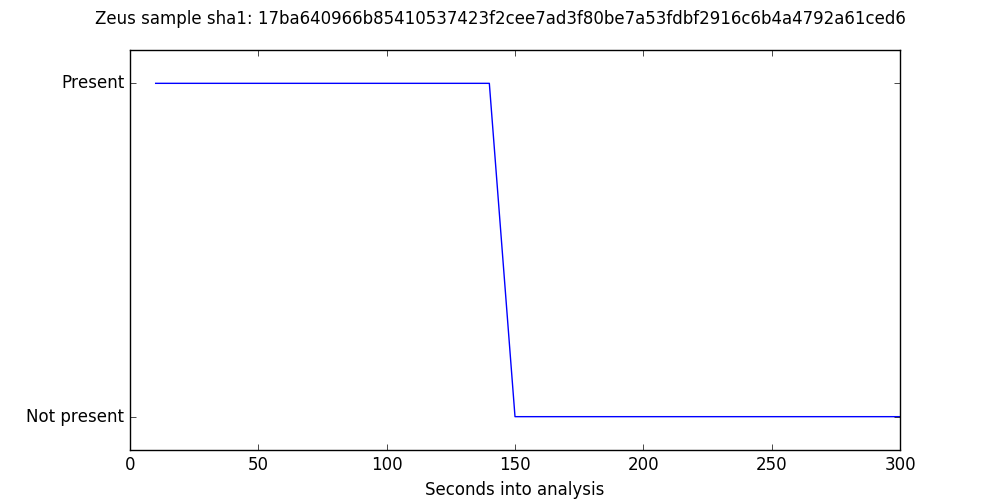 Zeus sample sha1: 17ba640966b85410537423f2cee7ad3f80be7a53fdbf2916c6b4a4792a61ced6
Present
Not present
0 50 100 150 200 250 300
Seconds into analysis